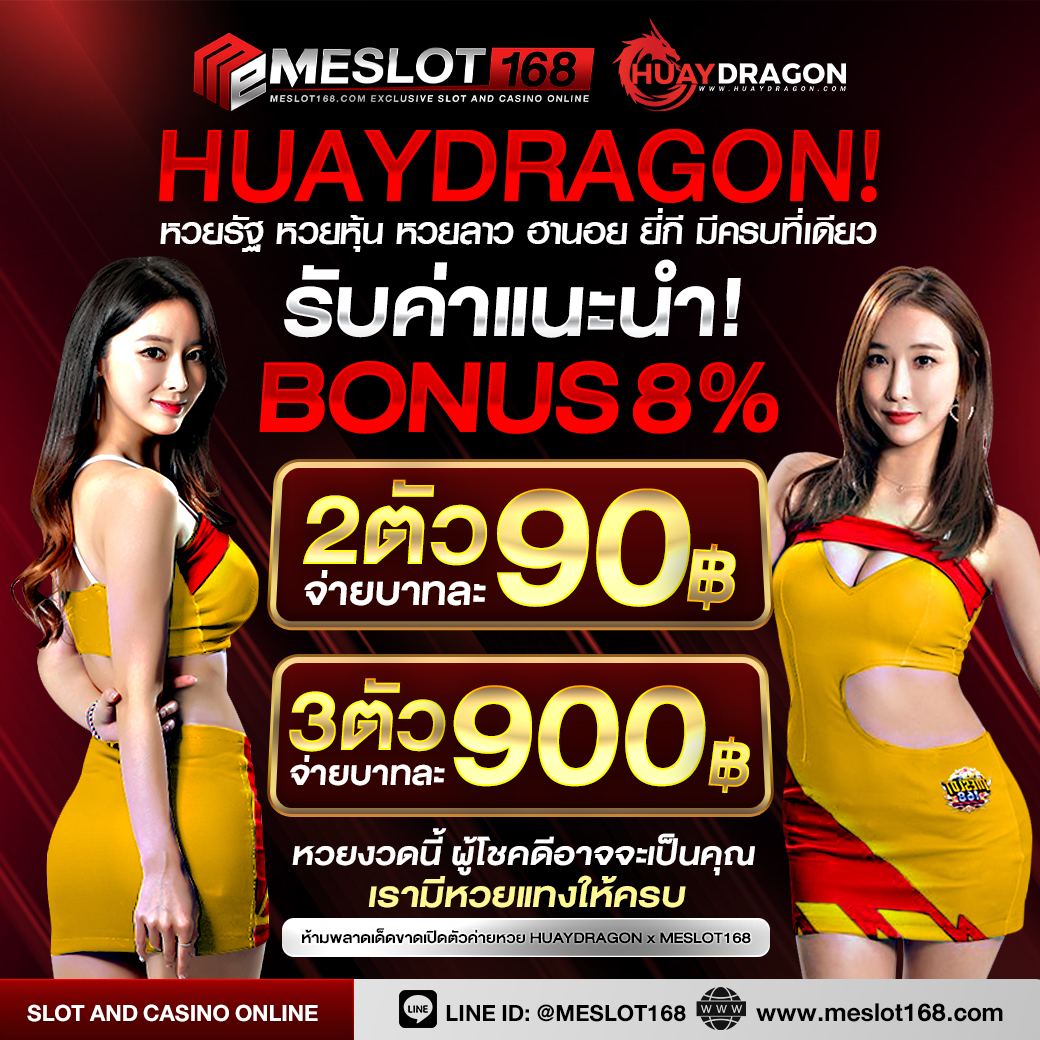 MESLOT 168
MESLOT168.COM EXCLUSIVE SLOT AND CASINO ONLINE
HUAYDRAGON
WWW.HUAYDRAGON.COM
HUAYDRAGON!
หวยรัฐ หวยหุ้น หวยลาว ฮานอย ยี่กี มีครบที่เดียว
รับค่าแนะนำ!
BONUS 8%
2ตัว 90฿
จ่ายบาทละ
3ตัว 900฿
จ่ายบาทละ
MESLOT
168
หวยงวดนี้ ผู้โชคดีอาจจะเป็นคุณ
เรามีหวยแทงให้ครบ
ห้ามพลาดเด็ดขาดเปิดตัวค่ายหวย HUAYDRAGON x MESLOT168
SLOT AND CASINO ONLINE
LINE
LINE ID: @MESLOT168
WWW
www.meslot168.com